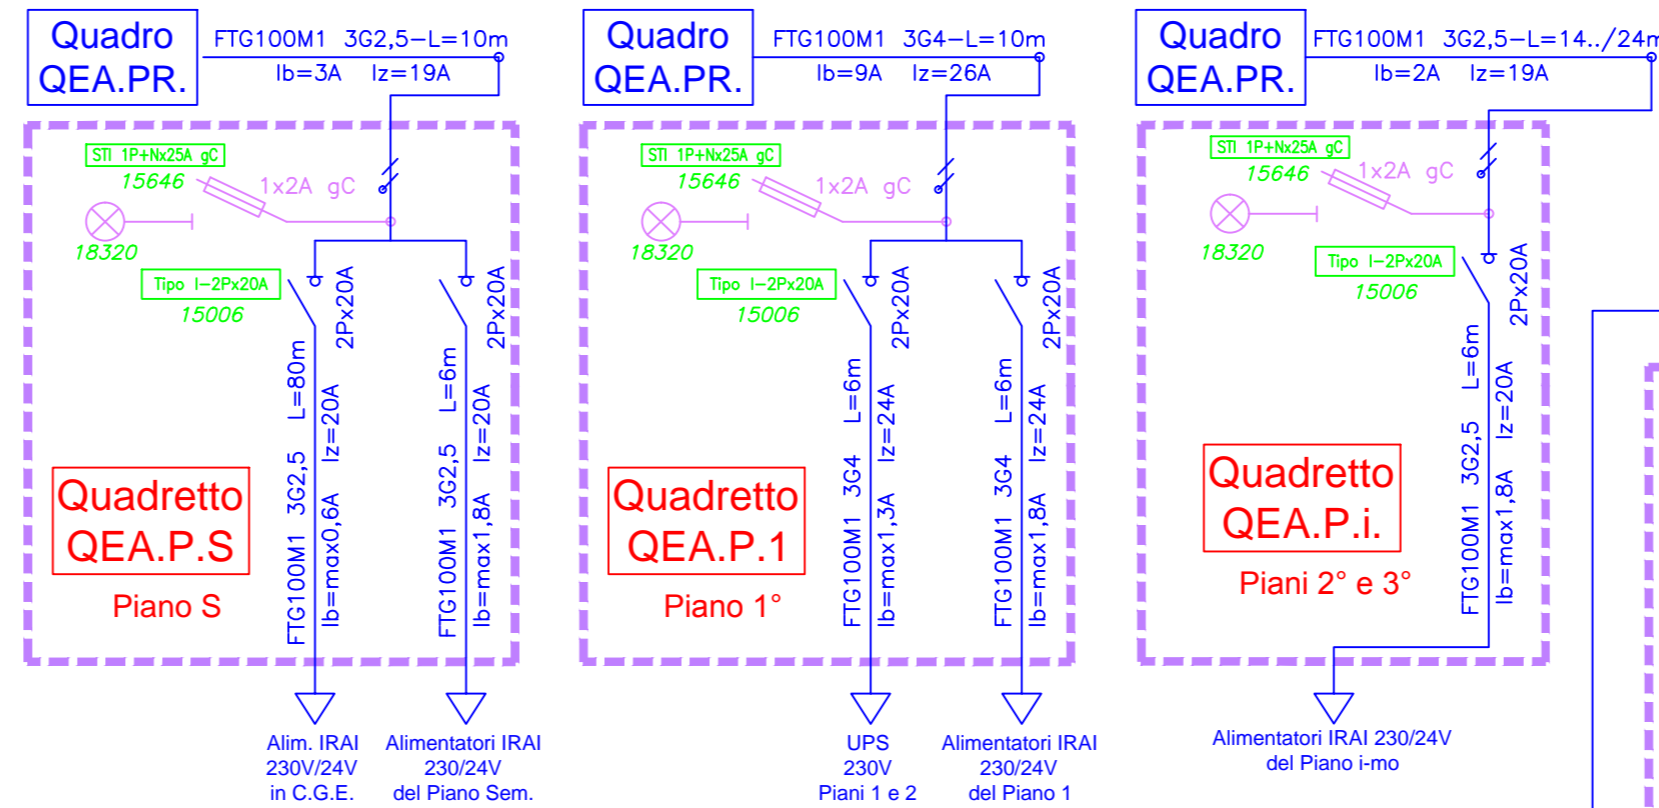 Quadro
QEA.PR.
FTG100M1 3G2,5-L=10m
Ib=3A Iz=19A
STI 1P+Nx25A gC
15646
1x2A gC
18320
Tipo I-2Px20A
15006
2Px20A
2Px20A
FTG100M1 3G2,5 L=80m
Ib=max0,6A Iz=20A
FTG100M1 3G2,5 L=6m
Ib=max1,8A Iz=20A
Quadretto
QEA.P.S
Piano S
Alim. IRAI
230V/24V
in C.G.E.
Alimentatori IRAI
230/24V
del Piano Sem.
Quadro
QEA.PR.
FTG100M1 3G4-L=10m
Ib=9A Iz=26A
STI 1P+Nx25A gC
15646
1x2A gC
18320
Tipo I-2Px20A
15006
2Px20A
2Px20A
FTG100M1 3G4 L=6m
Ib=max1,3A Iz=24A
FTG100M1 3G4 L=6m
Ib=max1,8A Iz=24A
Quadretto
QEA.P.1
Piano 1°
UPS
230V
Piani 1 e 2
Alimentatori IRAI
230/24V
del Piano 1
Quadro
QEA.PR.
FTG100M1 3G2,5-L=14../24m
Ib=2A Iz=19A
STI 1P+Nx25A gC
15646
1x2A gC
18320
Tipo I-2Px20A
15006
2Px20A
FTG100M1 3G2,5 L=6m
Ib=max1,8A Iz=20A
Quadretto
QEA.P.i.
Piani 2° e 3°
Alimentatori IRAI 230/24V
del Piano i-mo